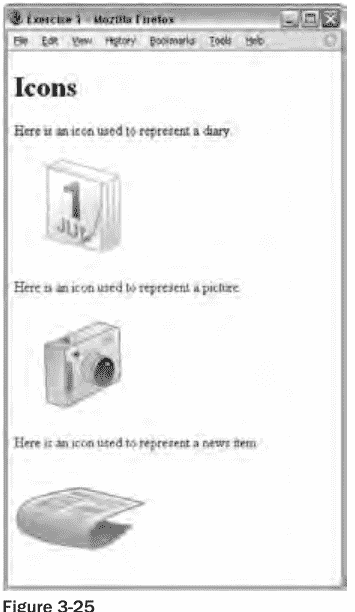 Exercise 1 - Mozilla Firefox
File Edit View History Bookmarks Tools Help
Icons
Here is an icon used to represent a diary.
1
JULY
Here is an icon used to represent a picture.
Here is an icon used to represent a news item.
Figure 3-25